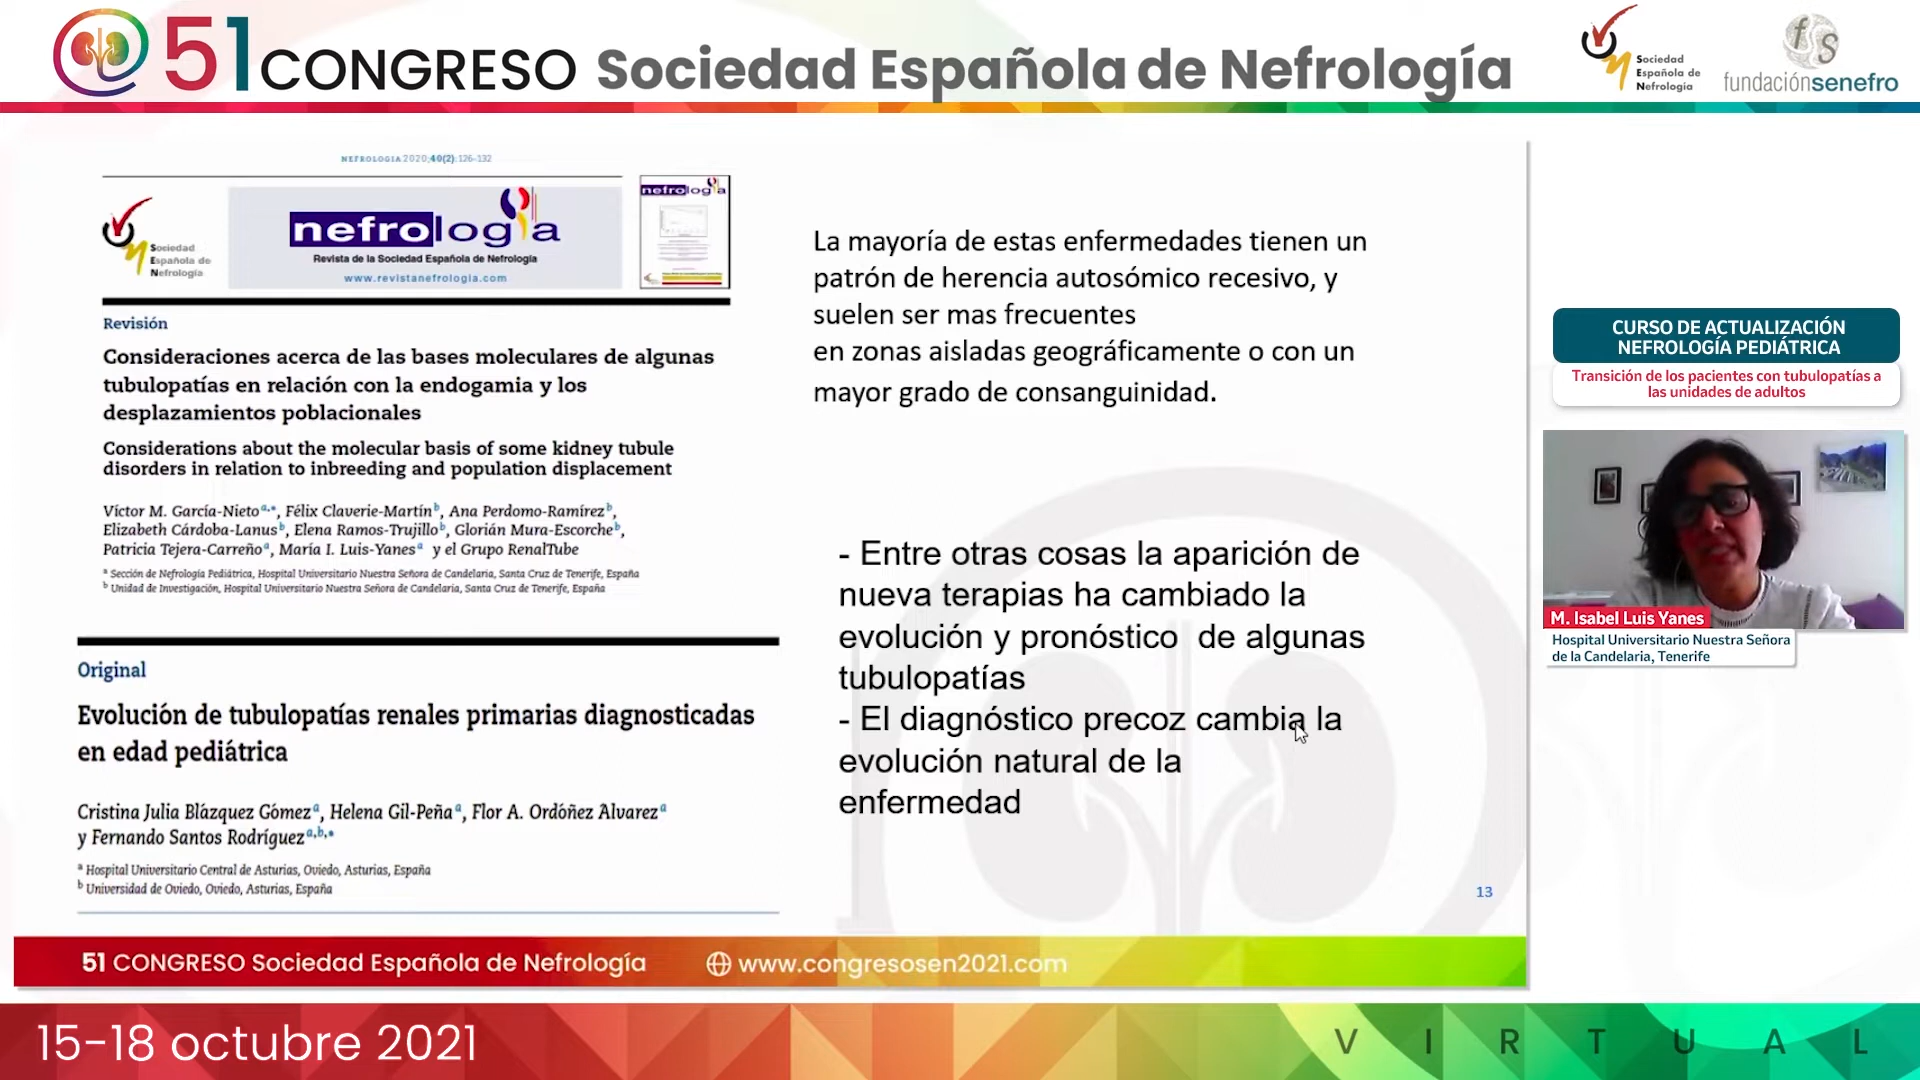 51 CONGRESO Sociedad Española de Nefrología
Sociedad
Española de
Nefrología
fs
fundaciónsenefro
NEFROLOGIA 2020;40(2):126-132
Sociedad
Española de
Nefrología
nefrología
Revista de la Sociedad Española de Nefrología
www.revistanefrologia.com
nefrología
Revisión
Consideraciones acerca de las bases moleculares de algunas
tubulopatías en relación con la endogamia y los
desplazamientos poblacionales
Considerations about the molecular basis of some kidney tubule
disorders in relation to inbreeding and population displacement
Víctor M. García-Nieto a,*, Félix Claverie-Martín b, Ana Perdomo-Ramírez b,
Elizabeth Cárdoba-Lanus b, Elena Ramos-Trujillo b, Glorián Mura-Escorche b,
Patricia Tejera-Carreño a, María I. Luis-Yanes a y el Grupo RenalTube
a Sección de Nefrología Pediátrica, Hospital Universitario Nuestra Señora de Candelaria, Santa Cruz de Tenerife, España
b Unidad de Investigación, Hospital Universitario Nuestra Señora de Candelaria, Santa Cruz de Tenerife, España
Original
Evolución de tubulopatías renales primarias diagnosticadas
en edad pediátrica
Cristina Julia Blázquez Gómez a, Helena Gil-Peña a, Flor A. Ordóñez Álvarez a
y Fernando Santos Rodríguez a,b,*
a Hospital Universitario Central de Asturias, Oviedo, Asturias, España
b Universidad de Oviedo, Oviedo, Asturias, España
La mayoría de estas enfermedades tienen un
patrón de herencia autosómico recesivo, y
suelen ser mas frecuentes
en zonas aisladas geográficamente o con un
mayor grado de consanguinidad.
- Entre otras cosas la aparición de
nueva terapias ha cambiado la
evolución y pronóstico de algunas
tubulopatías
- El diagnóstico precoz cambia la
evolución natural de la
enfermedad
13
51 CONGRESO Sociedad Española de Nefrología
www.congresosen2021.com
CURSO DE ACTUALIZACIÓN
NEFROLOGÍA PEDIÁTRICA
Transición de los pacientes con tubulopatías a
las unidades de adultos
M. Isabel Luis Yanes
Hospital Universitario Nuestra Señora
de la Candelaria, Tenerife
15-18 octubre 2021
VIRTUAL